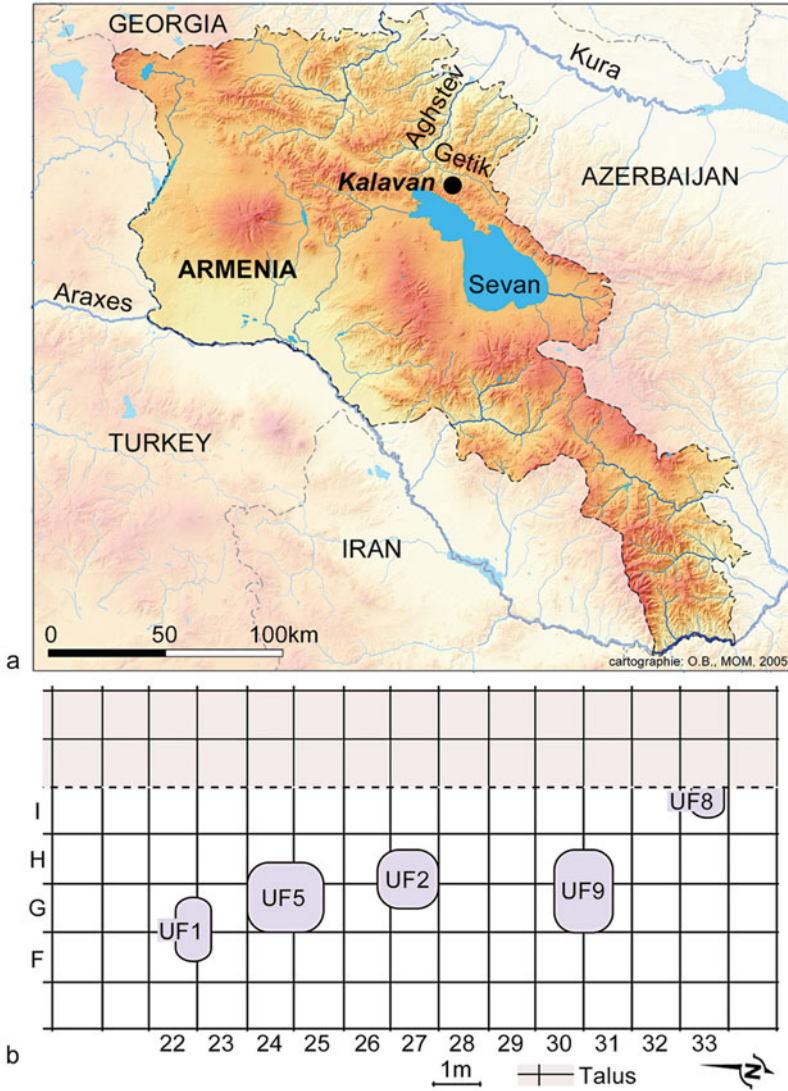 GEORGIA
Kura
Aghstev
Getik
Kalavan
AZERBAIJAN
ARMENIA
Sevan
Araxes
TURKEY
IRAN
0 50 100km
cartographie: O.B., MOM, 2005
a
I
UF8
H
UF2
UF5
UF9
G
UF1
F
22 23 24 25 26 27 28 29 30 31 32 33
b
1m
Talus
N